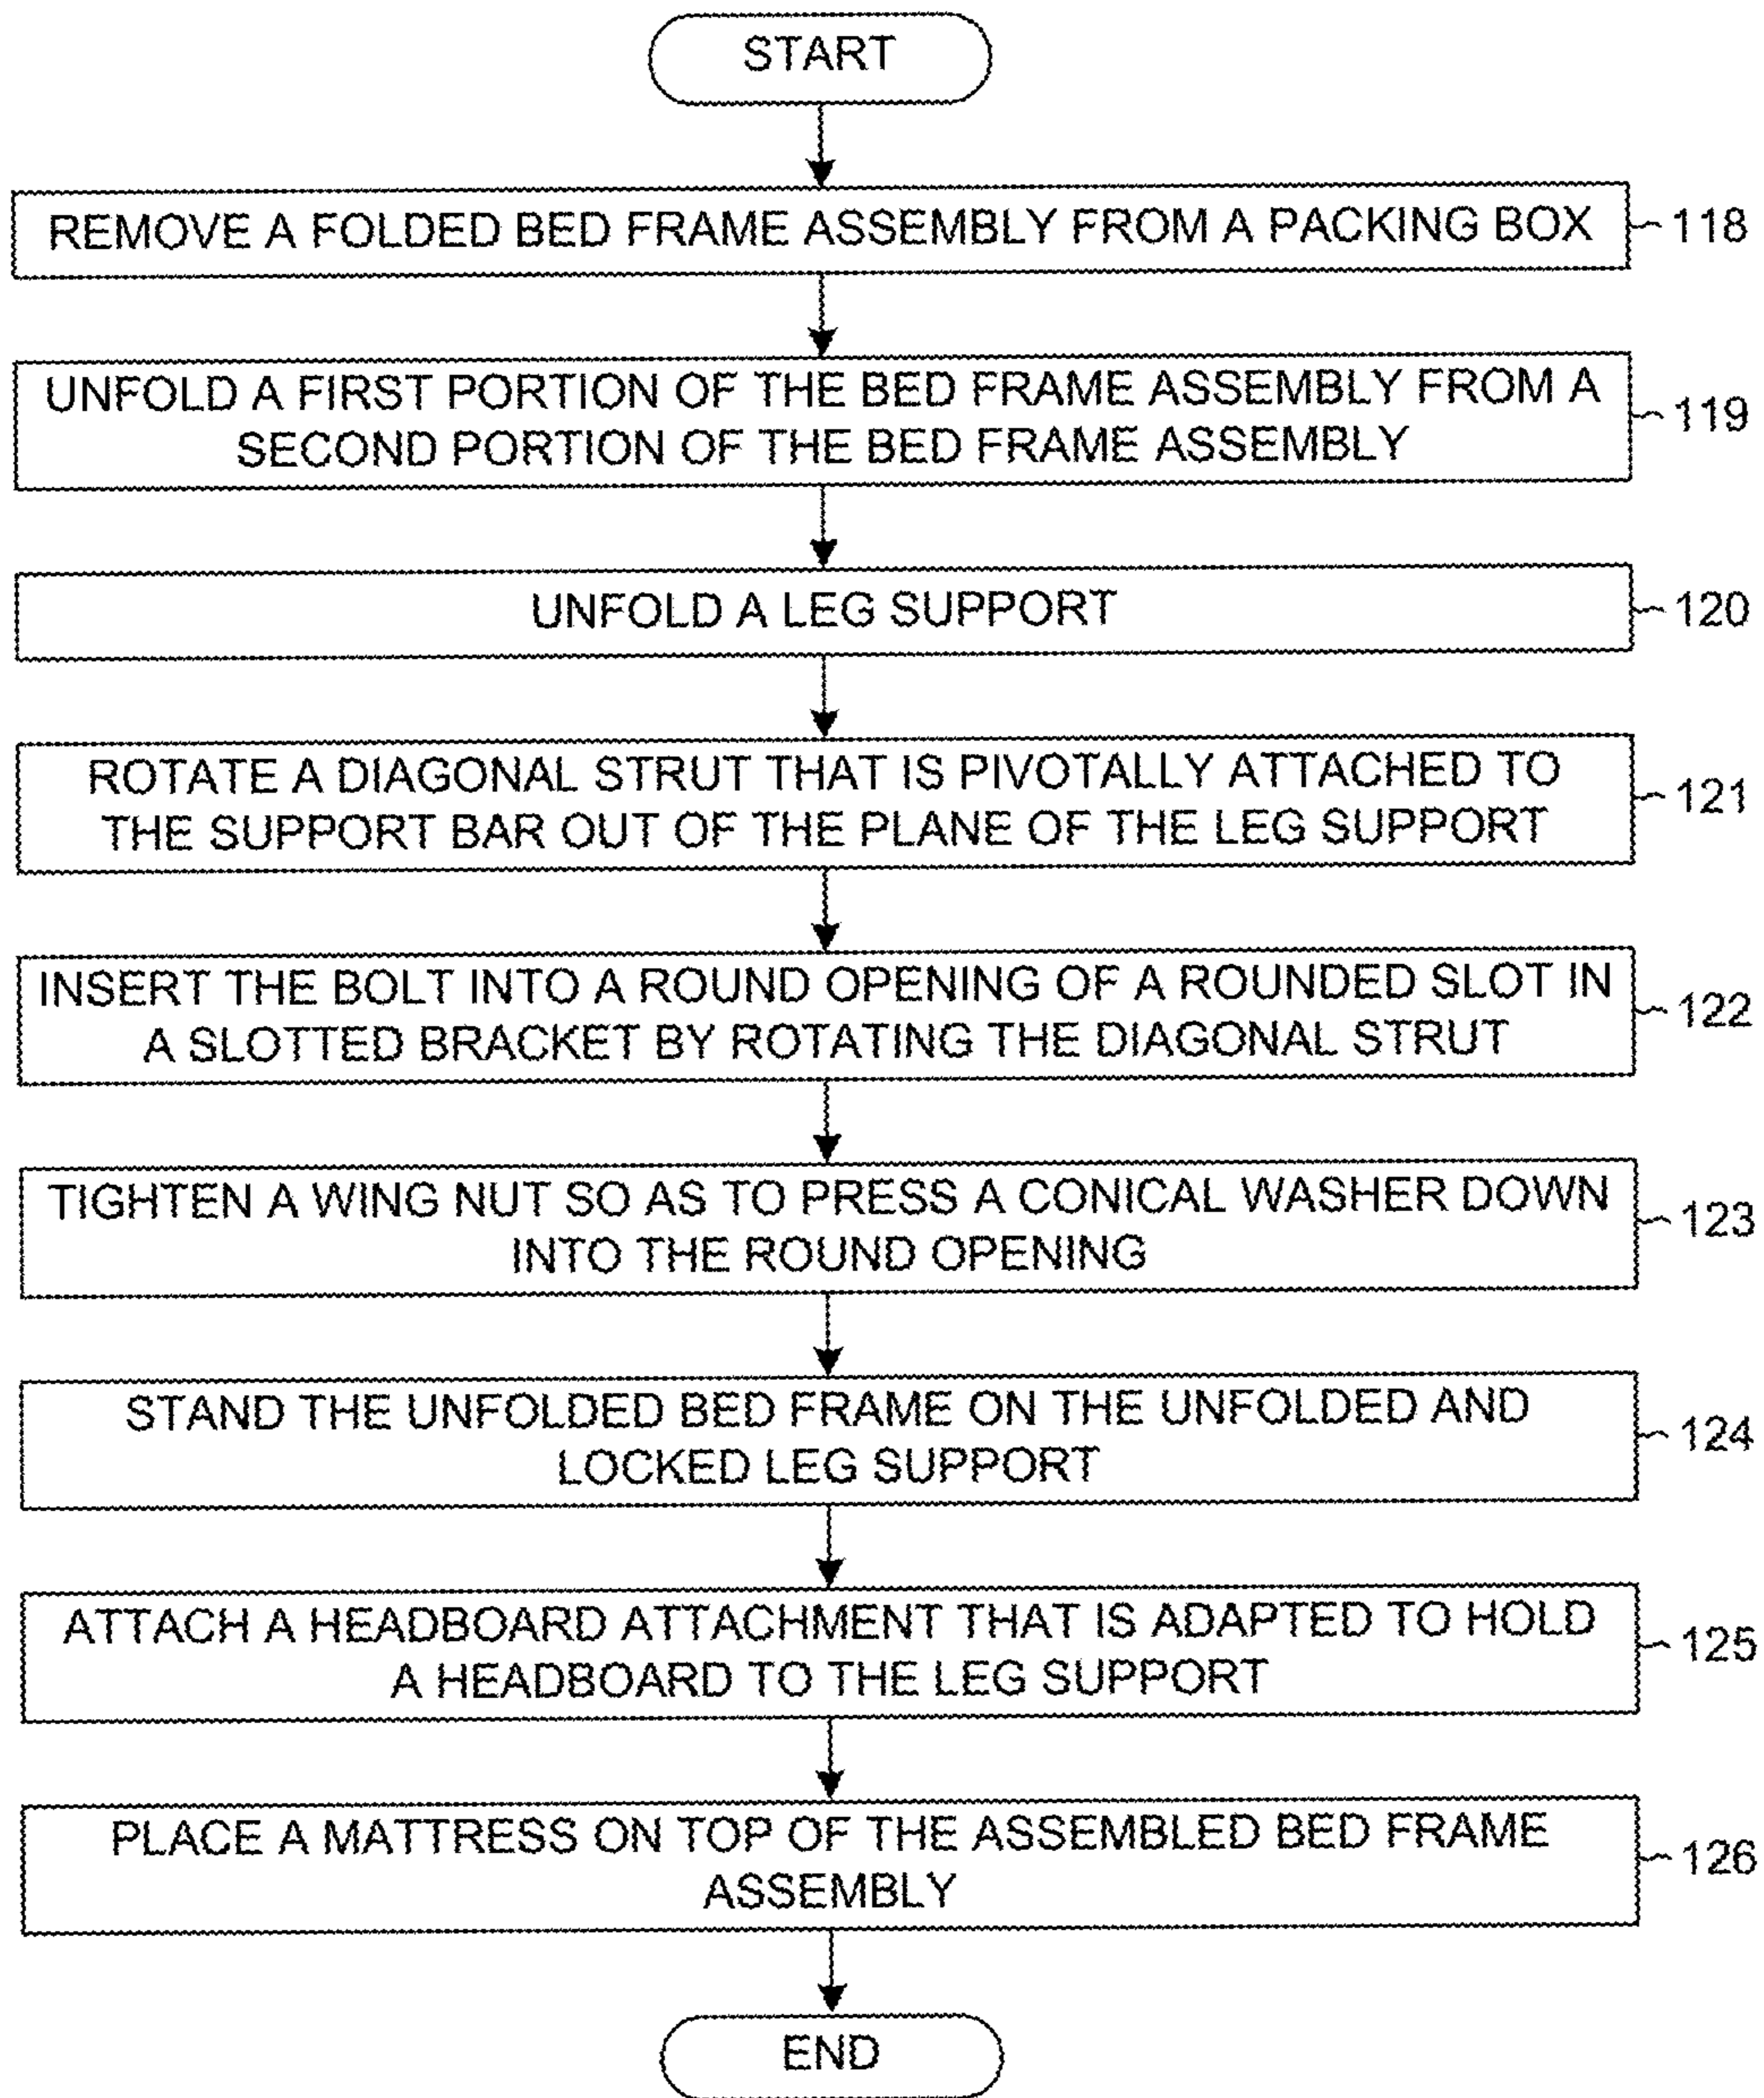 START
REMOVE A FOLDED BED FRAME ASSEMBLY FROM A PACKING BOX
118
UNFOLD A FIRST PORTION OF THE BED FRAME ASSEMBLY FROM A
SECOND PORTION OF THE BED FRAME ASSEMBLY
119
UNFOLD A LEG SUPPORT
120
ROTATE A DIAGONAL STRUT THAT IS PIVOTALLY ATTACHED TO
THE SUPPORT BAR OUT OF THE PLANE OF THE LEG SUPPORT
121
INSERT THE BOLT INTO A ROUND OPENING OF A ROUNDED SLOT IN
A SLOTTED BRACKET BY ROTATING THE DIAGONAL STRUT
122
TIGHTEN A WING NUT SO AS TO PRESS A CONICAL WASHER DOWN
INTO THE ROUND OPENING
123
STAND THE UNFOLDED BED FRAME ON THE UNFOLDED AND
LOCKED LEG SUPPORT
124
ATTACH A HEADBOARD ATTACHMENT THAT IS ADAPTED TO HOLD
A HEADBOARD TO THE LEG SUPPORT
125
PLACE A MATTRESS ON TOP OF THE ASSEMBLED BED FRAME
ASSEMBLY
126
END